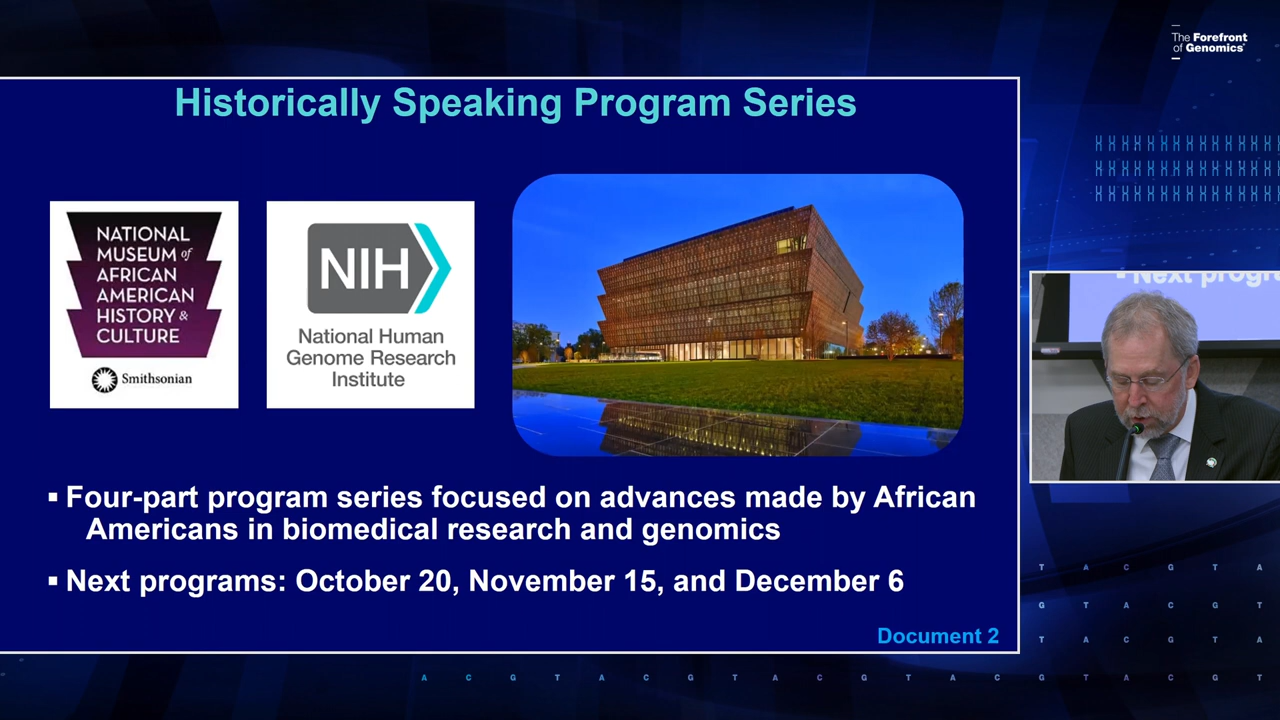 The Forefront
of Genomics®
Historically Speaking Program Series
NATIONAL
MUSEUM of
AFRICAN
AMERICAN
HISTORY &
CULTURE
Smithsonian
NIH
National Human
Genome Research
Institute
- Next progr
▪ Four-part program series focused on advances made by African
Americans in biomedical research and genomics
▪ Next programs: October 20, November 15, and December 6
Document 2
T A C G T A
G T A C G T
T A C G T A
A C G T A C G T A C G T A C G T A C G T A C G T